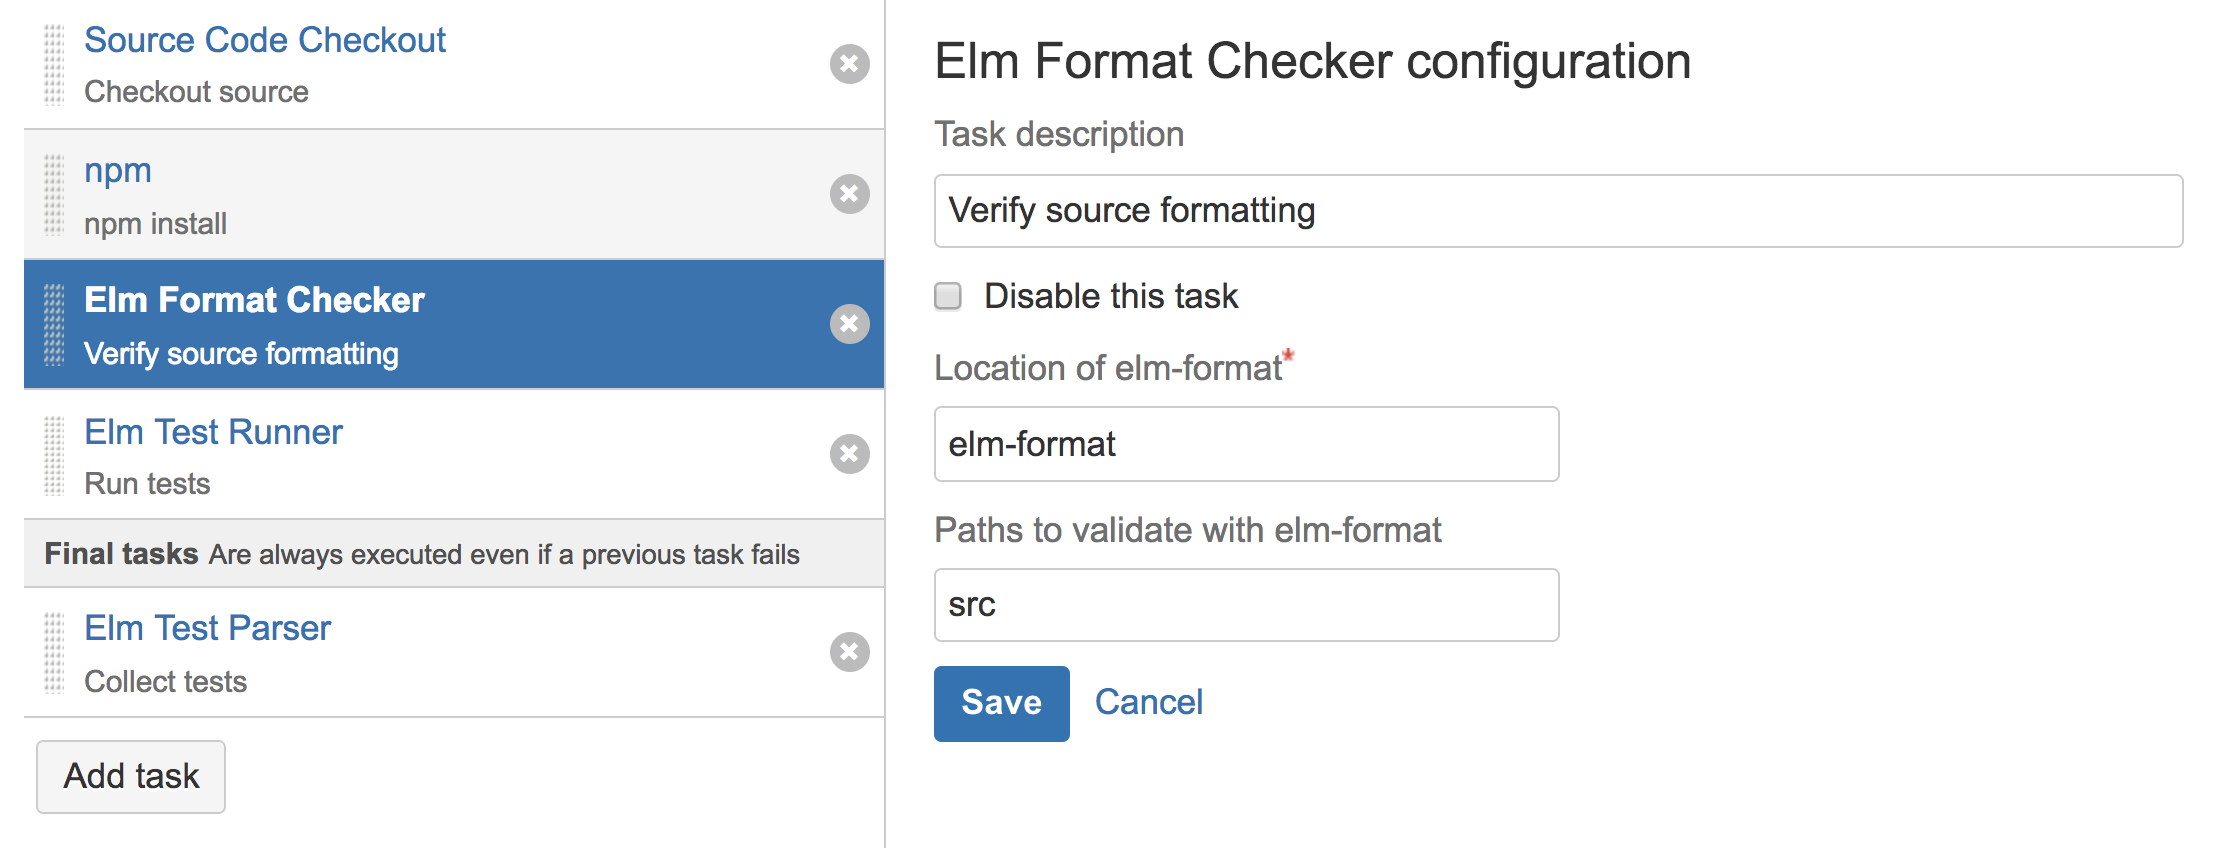 Source Code Checkout
Checkout source
npm
npm install
Elm Format Checker
Verify source formatting
Elm Test Runner
Run tests
Final tasks Are always executed even if a previous task fails
Elm Test Parser
Collect tests
Add task
Elm Format Checker configuration
Task description
Verify source formatting
Disable this task
Location of elm-format*
elm-format
Paths to validate with elm-format
src
Save Cancel